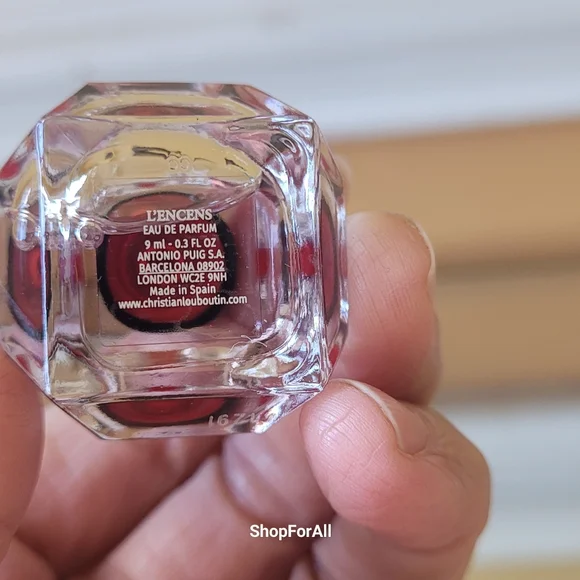 L'ENCENS
EAU DE PARFUM
9 ml - 0.3 FL OZ
ANTONIO PUIG S.A.
BARCELONA 08902
LONDON WC2E 9NH
Made in Spain
www.christianlouboutin.com
ShopForAll